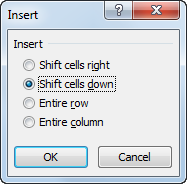 Insert
Insert
Shift cells right
Shift cells down
Entire row
Entire column
OK
Cancel